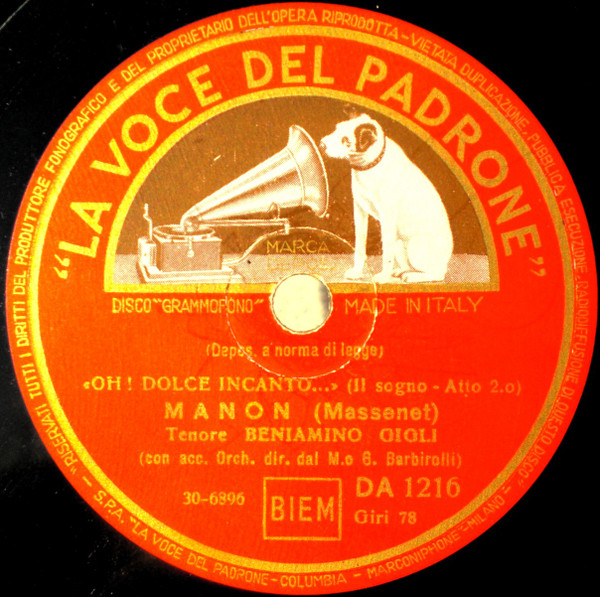 "RISERVATI TUTTI I DIRITTI DEL PRODUTTORE FONOGRAFICO E DEL PROPRIETARIO DELL'OPERA RIPRODOTTA - VIETATA DUPLICAZIONE, PUBBLICA ESECUZIONE, RADIODIFFUSIONE DI QUESTO DISCO"
"LA VOCE DEL PADRONE"
MARCA
DISCO "GRAMMOFONO" MADE IN ITALY
(Depos. a norma di legge)
«OH! DOLCE INCANTO...» (Il sogno - Atto 2.o)
MANON (Massenet)
Tenore BENIAMINO GIGLI
(con acc. Orch. dir. dal M.o G. Barbirolli)
30-6896 BIEM DA 1216
Giri 78
S.P.A. "LA VOCE DEL PADRONE - COLUMBIA - MARCONIPHONE" - MILANO